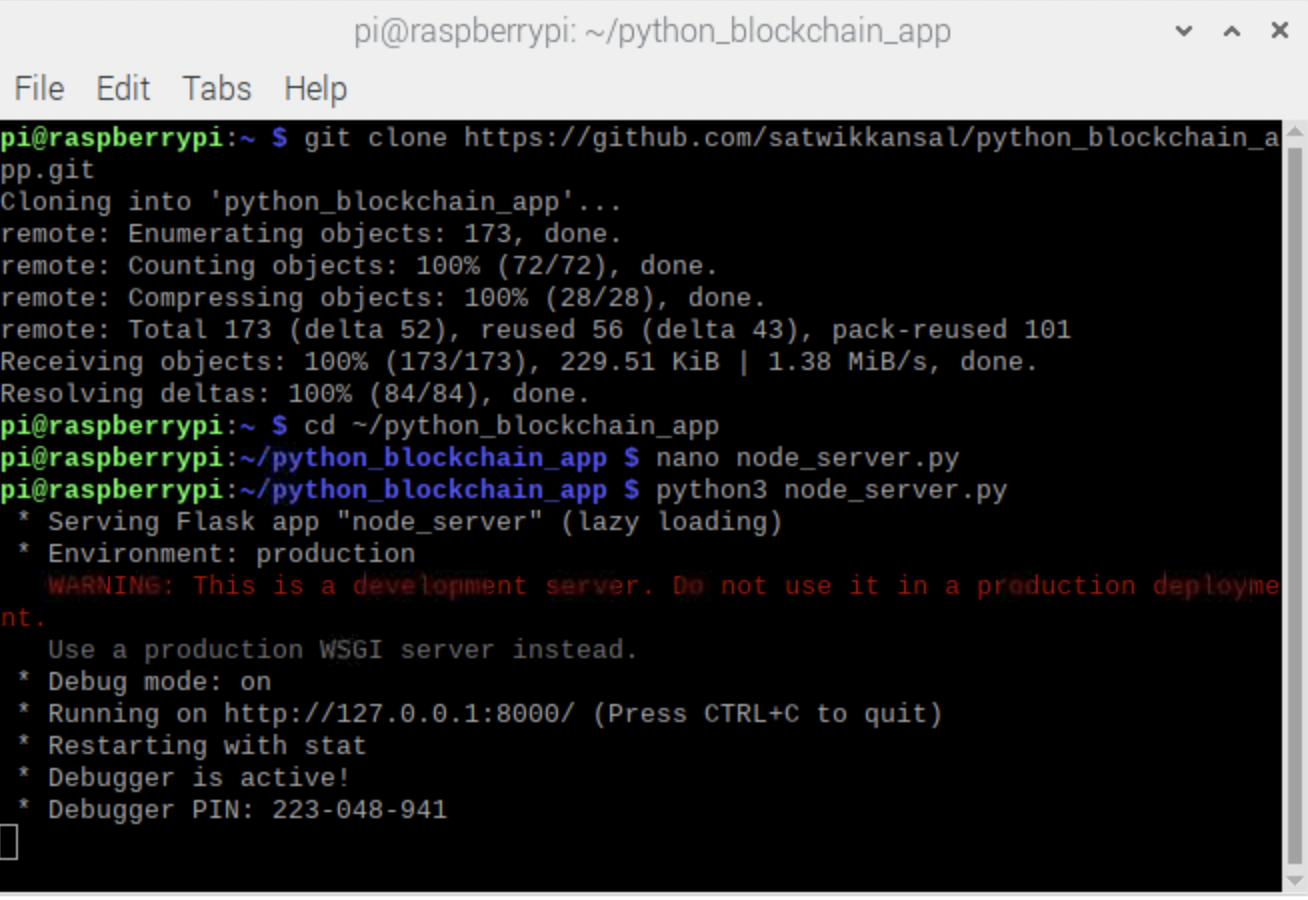 pi@raspberrypi: ~/python_blockchain_app
File Edit Tabs Help
pi@raspberrypi:~ $ git clone https://github.com/satwikkansal/python_blockchain_a
pp.git
Cloning into 'python_blockchain_app'...
remote: Enumerating objects: 173, done.
remote: Counting objects: 100% (72/72), done.
remote: Compressing objects: 100% (28/28), done.
remote: Total 173 (delta 52), reused 56 (delta 43), pack-reused 101
Receiving objects: 100% (173/173), 229.51 KiB | 1.38 MiB/s, done.
Resolving deltas: 100% (84/84), done.
pi@raspberrypi:~ $ cd ~/python_blockchain_app
pi@raspberrypi:~/python_blockchain_app $ nano node_server.py
pi@raspberrypi:~/python_blockchain_app $ python3 node_server.py
 * Serving Flask app "node_server" (lazy loading)
 * Environment: production
   WARNING: This is a development server. Do not use it in a production deployme
nt.
   Use a production WSGI server instead.
 * Debug mode: on
 * Running on http://127.0.0.1:8000/ (Press CTRL+C to quit)
 * Restarting with stat
 * Debugger is active!
 * Debugger PIN: 223-048-941